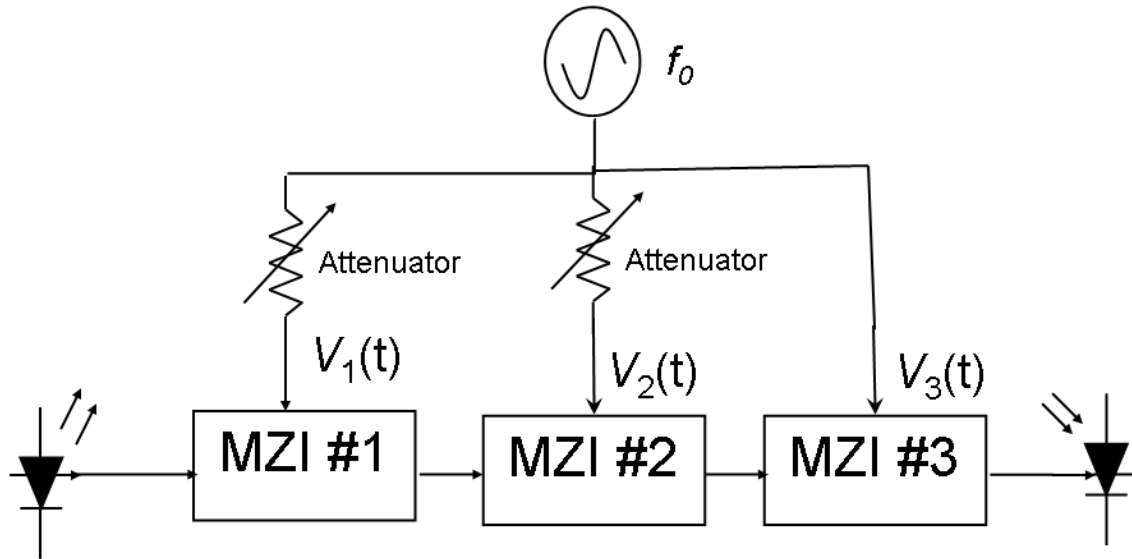 f0
Attenuator
Attenuator
V1(t)
V2(t)
V3(t)
MZI #1
MZI #2
MZI #3